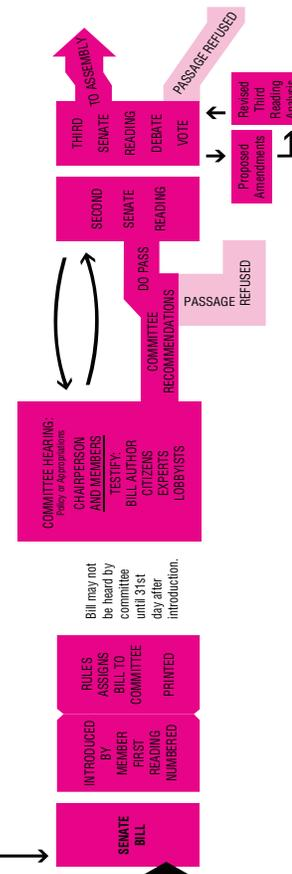 SENATE
BILL
INTRODUCED
BY
MEMBER
FIRST
READING
NUMBERED
RULES
ASSIGNS
BILL TO
COMMITTEE
PRINTED
Bill may not
be heard by
committee
until 31st
day after
introduction.
COMMITTEE HEARING:
Policy or Appropriations
CHAIRPERSON
AND MEMBERS
TESTIFY:
BILL AUTHOR
CITIZENS
EXPERTS
LOBBYISTS
COMMITTEE
RECOMMENDATIONS
DO PASS
PASSAGE REFUSED
SECOND
SENATE
READING
THIRD
SENATE
READING
DEBATE
VOTE
TO ASSEMBLY
PASSAGE REFUSED
Proposed
Amendments
Revised
Third
Reading
Analysis